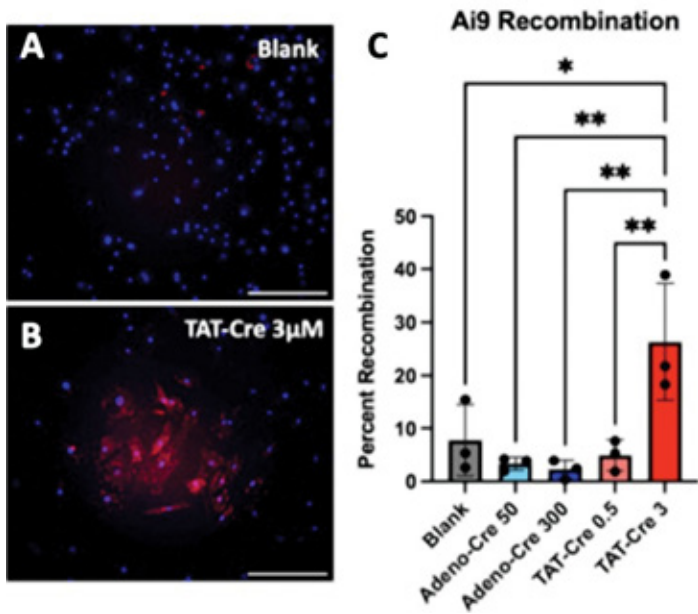 A
Blank
B
TAT-Cre 3μM
C
Ai9 Recombination
*
**
**
**
Percent Recombination
50
40
30
20
10
0
Blank
Adeno-Cre 50
Adeno-Cre 300
TAT-Cre 0.5
TAT-Cre 3